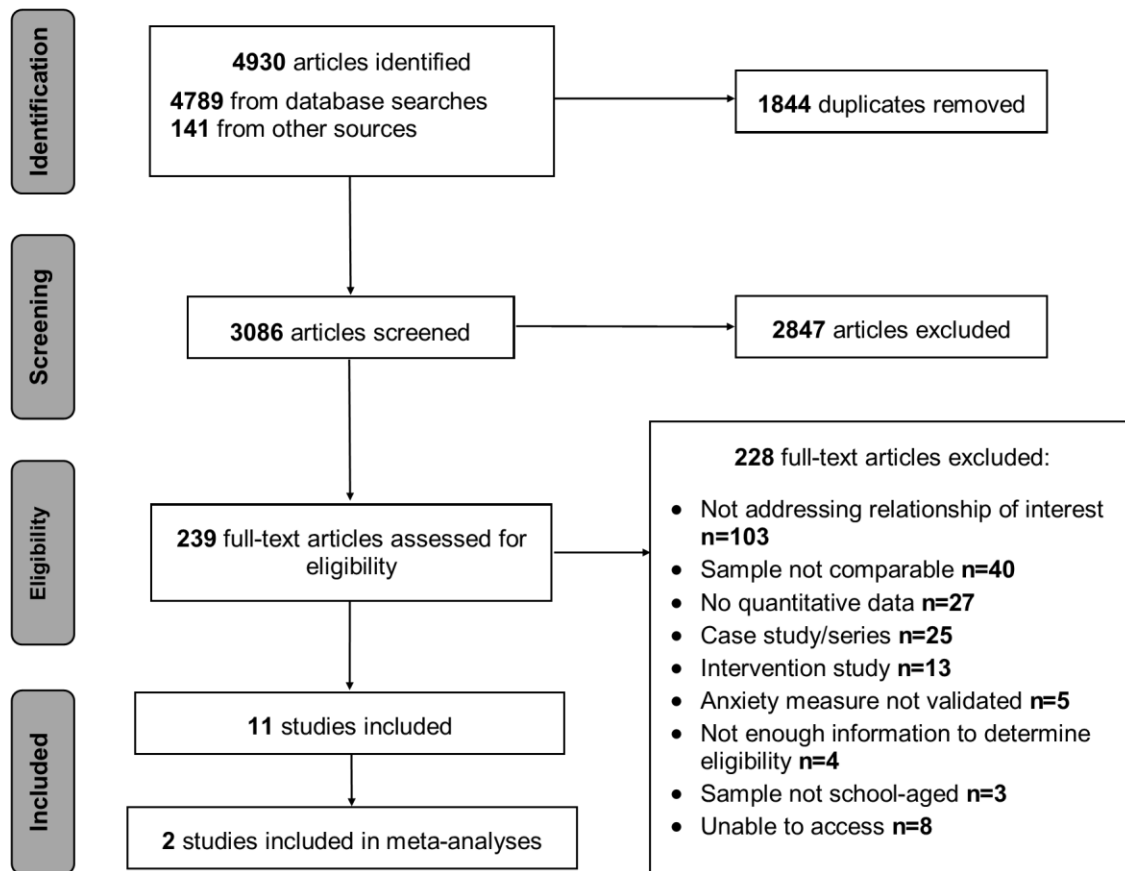 Identification
4930 articles identified
4789 from database searches
141 from other sources
1844 duplicates removed
Screening
3086 articles screened
2847 articles excluded
Eligibility
239 full-text articles assessed for
eligibility
228 full-text articles excluded:
• Not addressing relationship of interest
n=103
• Sample not comparable n=40
• No quantitative data n=27
• Case study/series n=25
• Intervention study n=13
• Anxiety measure not validated n=5
• Not enough information to determine
eligibility n=4
• Sample not school-aged n=3
• Unable to access n=8
Included
11 studies included
2 studies included in meta-analyses